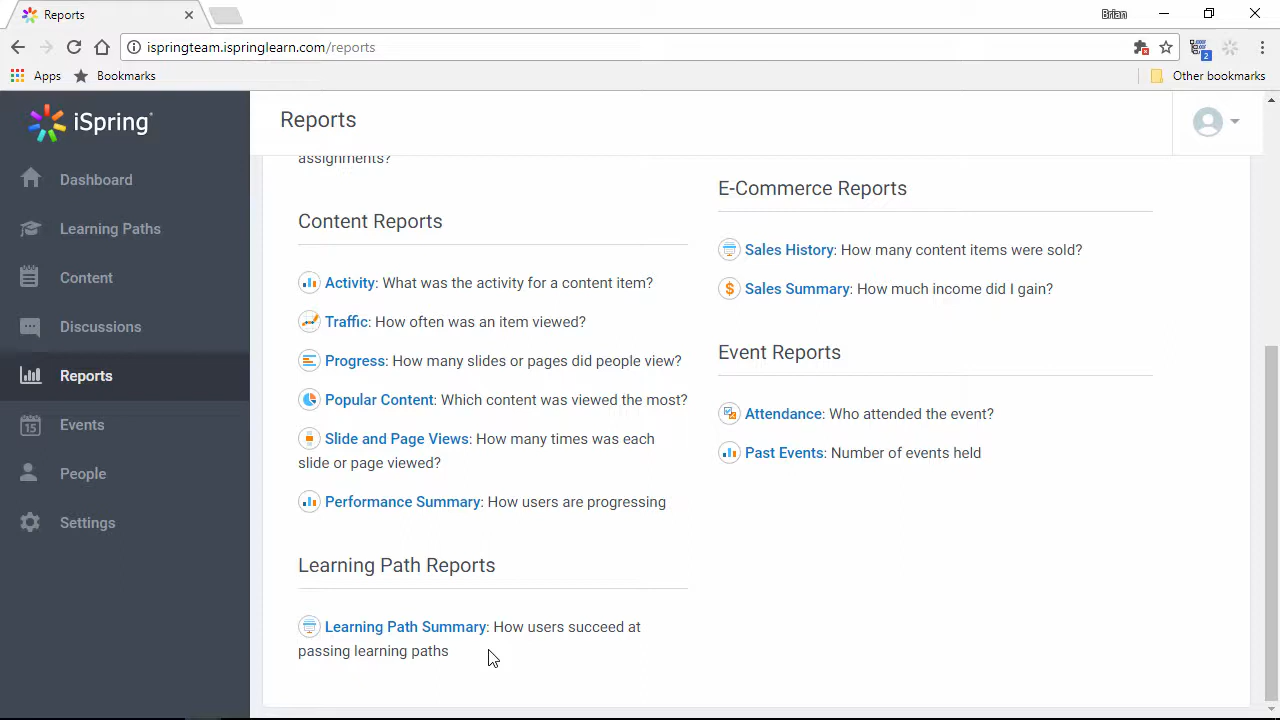 Reports
Brian
ispringteam.ispringlearn.com/reports
2
Apps
Bookmarks
Other bookmarks
iSpring
Dashboard
Learning Paths
Content
Discussions
Reports
15
Events
People
Settings
Reports
assignments?
Content Reports
Activity: What was the activity for a content item?
Traffic: How often was an item viewed?
Progress: How many slides or pages did people view?
Popular Content: Which content was viewed the most?
Slide and Page Views: How many times was each
slide or page viewed?
Performance Summary: How users are progressing
Learning Path Reports
Learning Path Summary: How users succeed at
passing learning paths
E-Commerce Reports
Sales History: How many content items were sold?
$ Sales Summary: How much income did I gain?
Event Reports
Attendance: Who attended the event?
Past Events: Number of events held